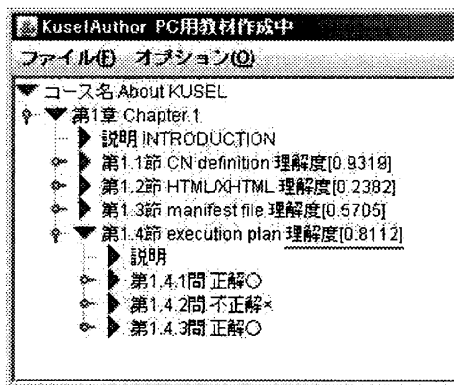 KuselAuthor PC用教材作成中
ファイル(F) オプション(O)
コース名 About KUSEL
第1章 Chapter.1
説明 INTRODUCTION
第1.1節 CN definition 理解度[0.9319]
第1.2節 HTML/XHTML 理解度[0.2382]
第1.3節 manifest file 理解度[0.5705]
第1.4節 execution plan 理解度[0.8112]
説明
第1.4.1問 正解○
第1.4.2問 不正解×
第1.4.3問 正解○